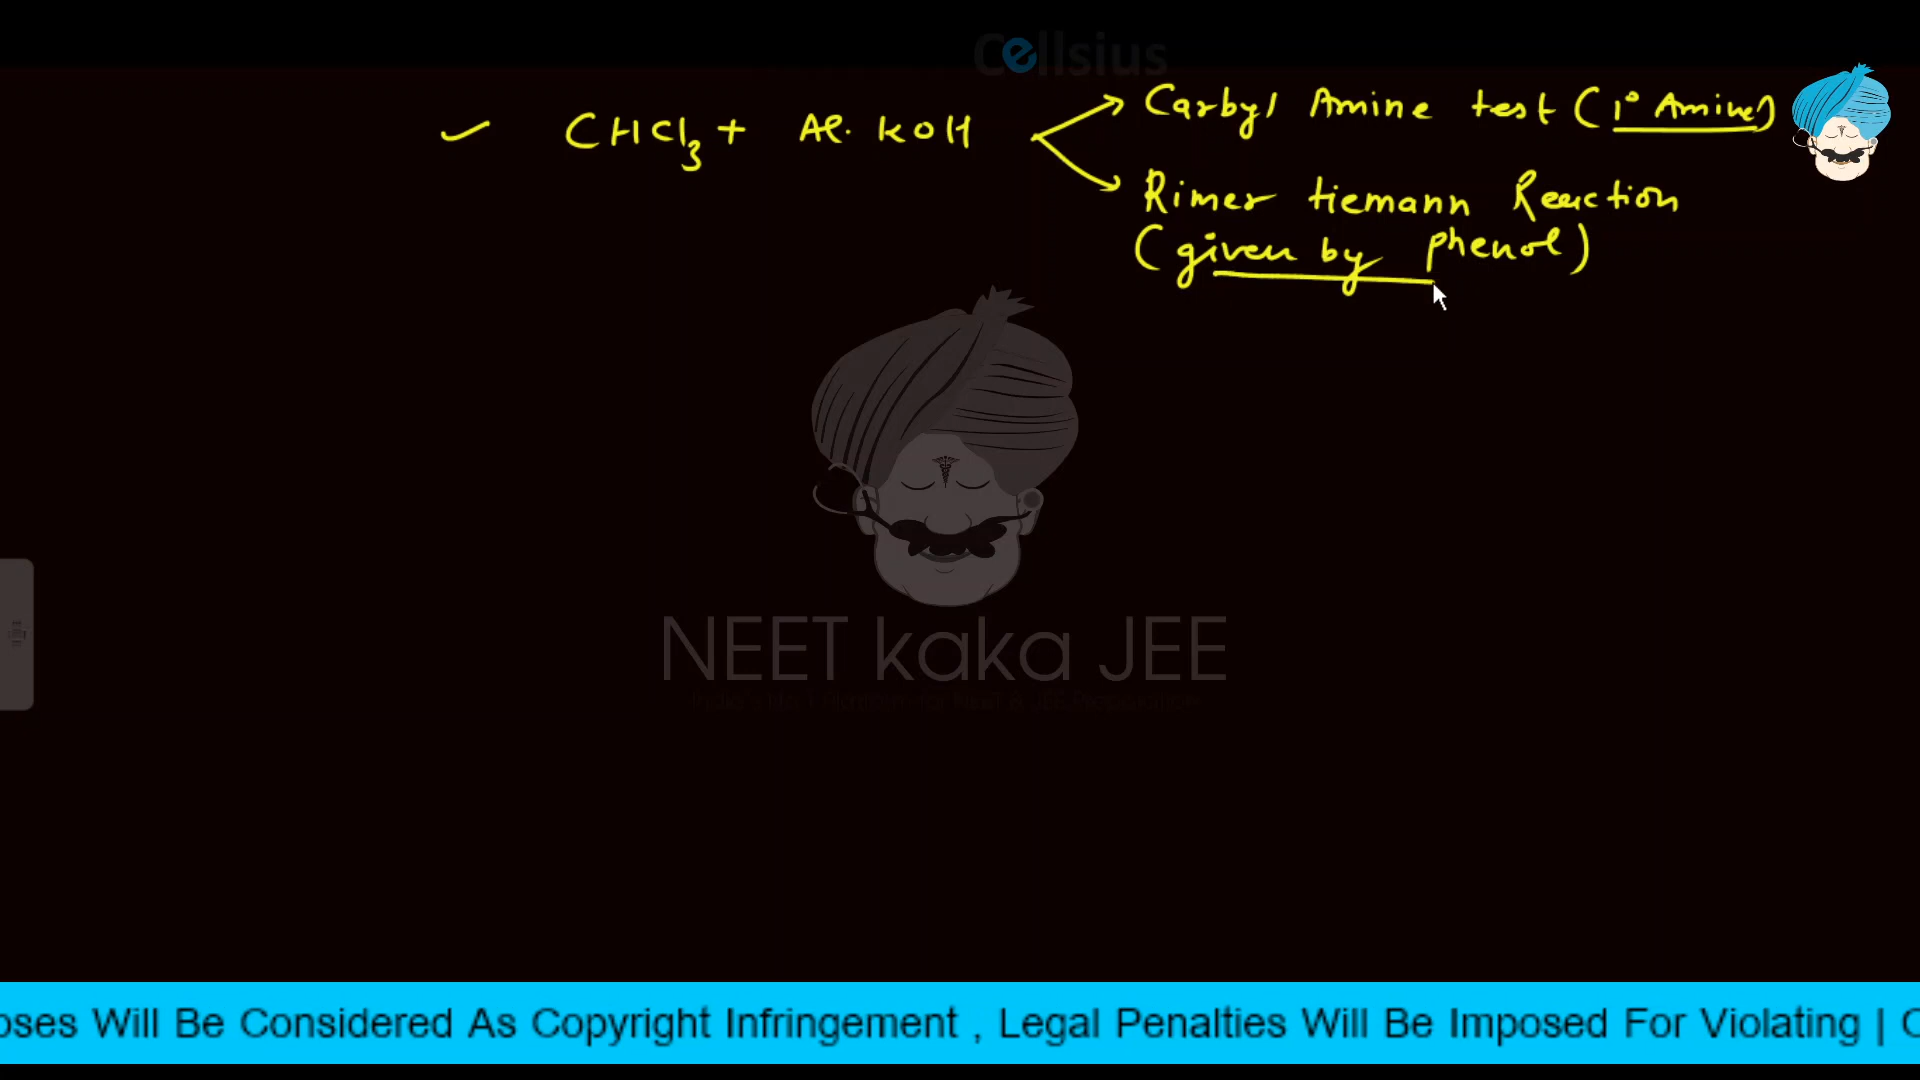 Cellsius
CHCl3 + Al. KOH
Carbyl Amine test (1° Amine)
Rimer tiemann Reaction
(given by phenol)
NEET kaka JEE
oses Will Be Considered As Copyright Infringement , Legal Penalties Will Be Imposed For Violating | C